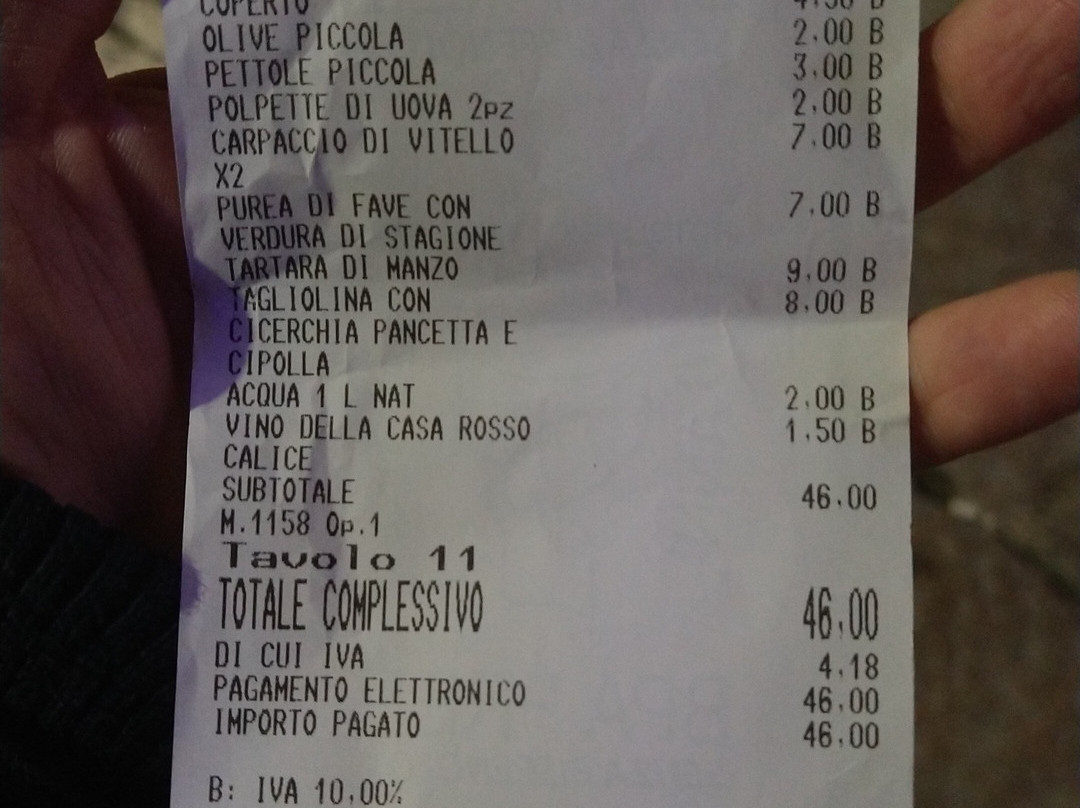 COPERTO 4.50 B
OLIVE PICCOLA 2.00 B
PETTOLE PICCOLA 3.00 B
POLPETTE DI UOVA 2pz 2.00 B
CARPACCIO DI VITELLO 7.00 B
X2
PUREA DI FAVE CON 7.00 B
VERDURA DI STAGIONE
TARTARA DI MANZO 9.00 B
TAGLIOLINA CON 8.00 B
CICERCHIA PANCETTA E
CIPOLLA
ACQUA 1 L NAT 2.00 B
VINO DELLA CASA ROSSO 1.50 B
CALICE
SUBTOTALE 46.00
M.1158 Op.1
Tavolo 11
TOTALE COMPLESSIVO 46,00
DI CUI IVA 4.18
PAGAMENTO ELETTRONICO 46.00
IMPORTO PAGATO 46.00
B: IVA 10,00%